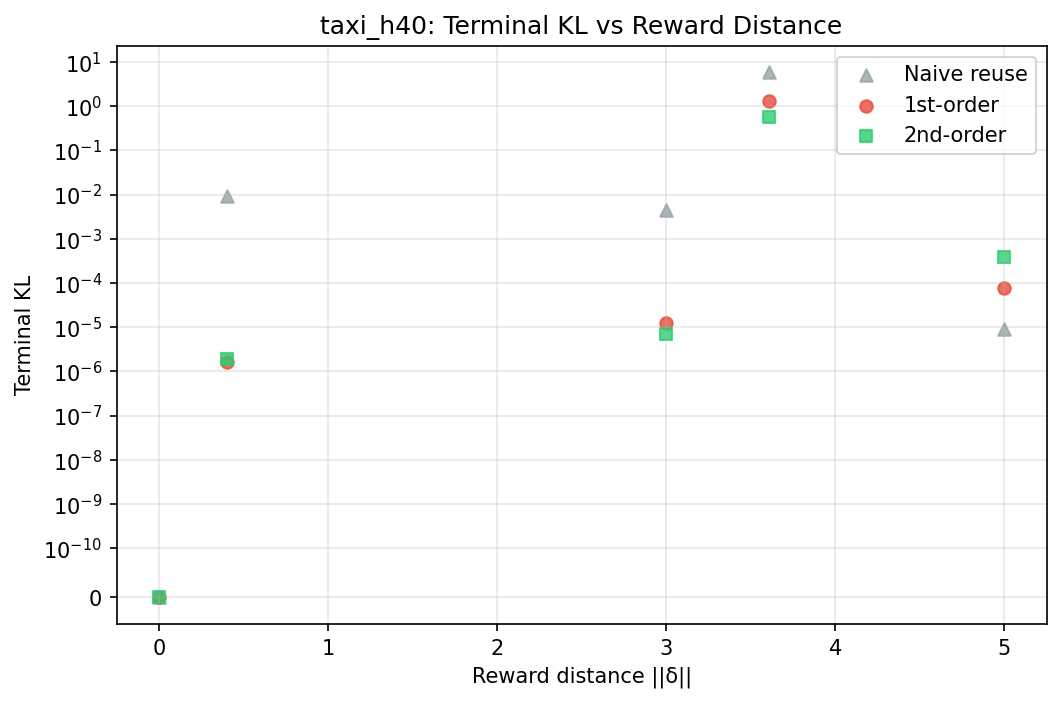 taxi_h40: Terminal KL vs Reward Distance
Terminal KL
10¹
10⁰
10⁻¹
10⁻²
10⁻³
10⁻⁴
10⁻⁵
10⁻⁶
10⁻⁷
10⁻⁸
10⁻⁹
10⁻¹⁰
0
Naive reuse
1st-order
2nd-order
0 1 2 3 4 5
Reward distance ||δ||